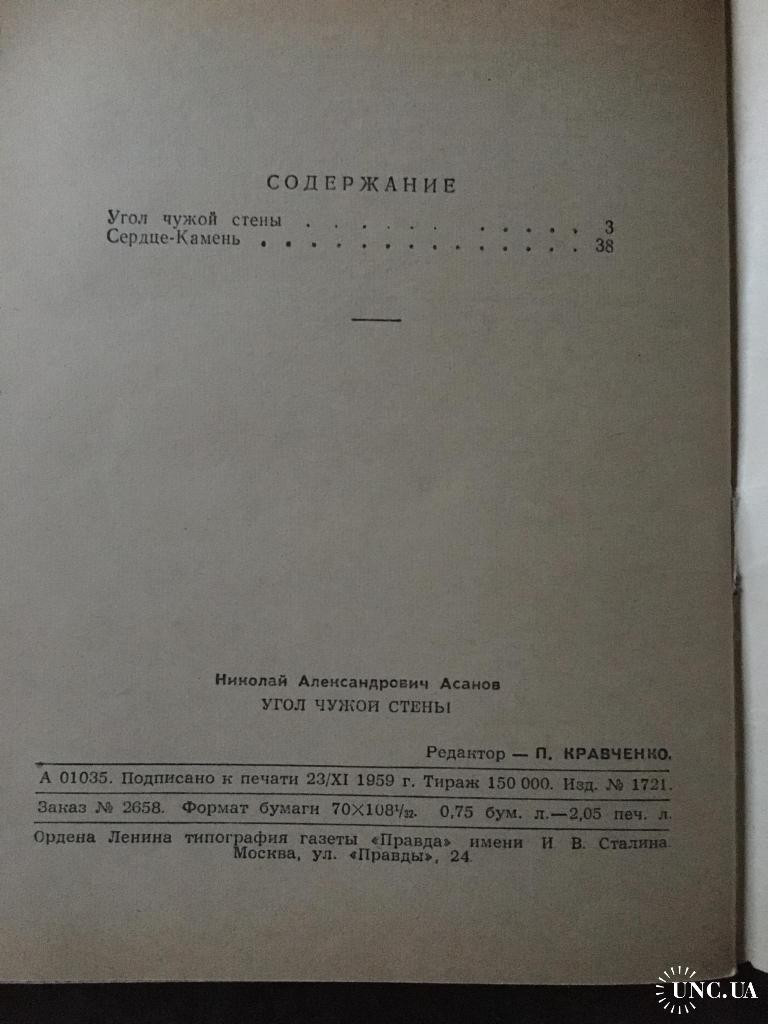 СОДЕРЖАНИЕ
Угол чужой стены . . . . . . . . . . . 3
Сердце-Камень . . . . . . . . . . . . . 38
Николай Александрович Асанов
УГОЛ ЧУЖОЙ СТЕНЫ
Редактор — П. КРАВЧЕНКО.
А 01035. Подписано к печати 23/XI 1959 г. Тираж 150 000. Изд. № 1721.
Заказ № 2658. Формат бумаги 70×108¹/₃₂. 0,75 бум. л.—2,05 печ. л.
Ордена Ленина типография газеты «Правда» имени И. В. Сталина.
Москва, ул. «Правды», 24.
UNC.UA